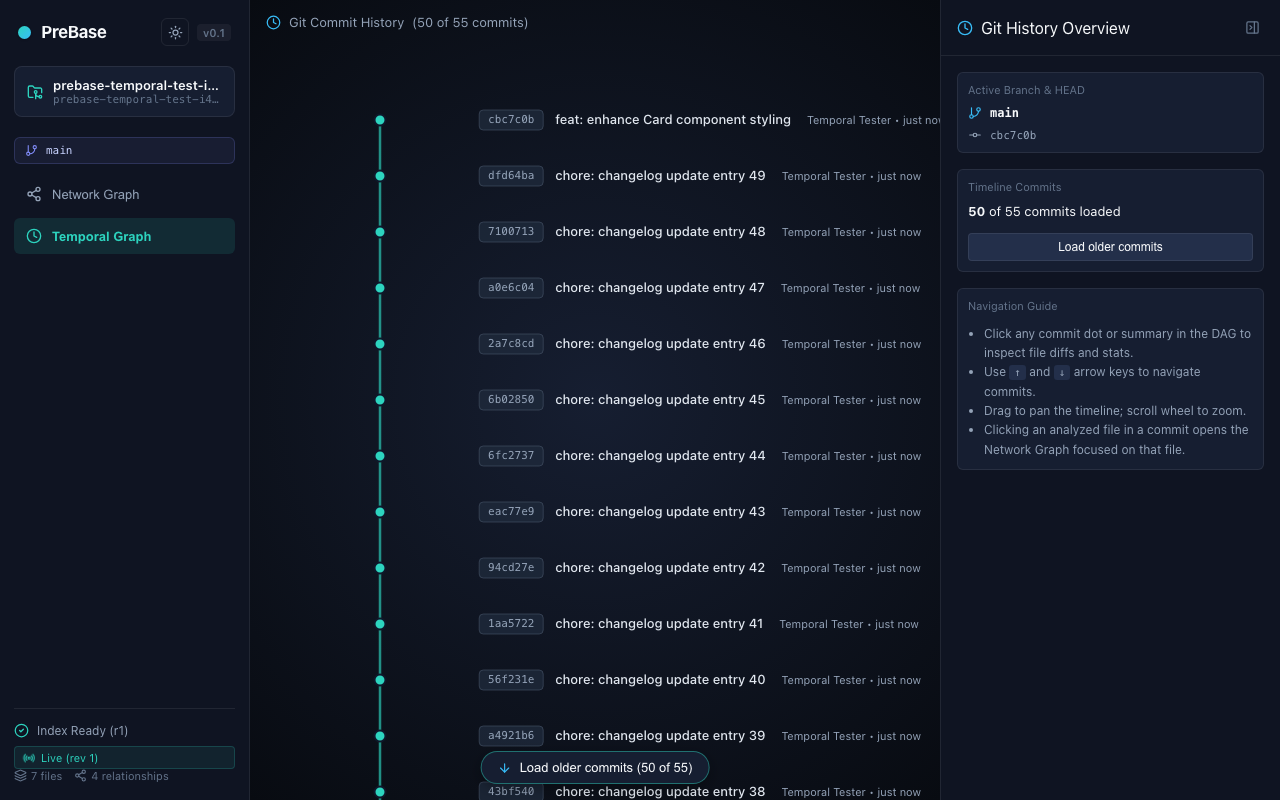 PreBase
v0.1
prebase-temporal-test-i...
prebase-temporal-test-i4…
main
Network Graph
Temporal Graph
Index Ready (r1)
Live (rev 1)
7 files 4 relationships
Git Commit History (50 of 55 commits)
cbc7c0b feat: enhance Card component styling Temporal Tester • just now
dfd64ba chore: changelog update entry 49 Temporal Tester • just now
7100713 chore: changelog update entry 48 Temporal Tester • just now
a0e6c04 chore: changelog update entry 47 Temporal Tester • just now
2a7c8cd chore: changelog update entry 46 Temporal Tester • just now
6b02850 chore: changelog update entry 45 Temporal Tester • just now
6fc2737 chore: changelog update entry 44 Temporal Tester • just now
eac77e9 chore: changelog update entry 43 Temporal Tester • just now
94cd27e chore: changelog update entry 42 Temporal Tester • just now
1aa5722 chore: changelog update entry 41 Temporal Tester • just now
56f231e chore: changelog update entry 40 Temporal Tester • just now
a4921b6 chore: changelog update entry 39 Temporal Tester • just now
Load older commits (50 of 55)
43bf540 chore: changelog update entry 38 Temporal Tester • just now
Git History Overview
Active Branch & HEAD
main
cbc7c0b
Timeline Commits
50 of 55 commits loaded
Load older commits
Navigation Guide
• Click any commit dot or summary in the DAG to
inspect file diffs and stats.
• Use ↑ and ↓ arrow keys to navigate
commits.
• Drag to pan the timeline; scroll wheel to zoom.
• Clicking an analyzed file in a commit opens the
Network Graph focused on that file.